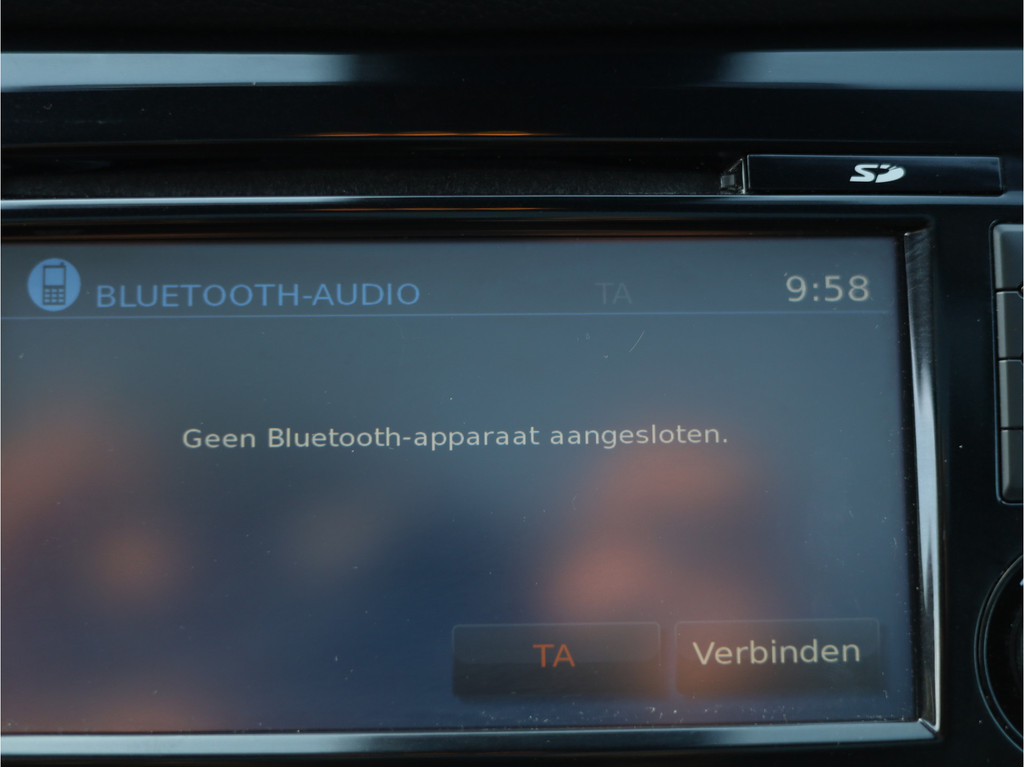 SD
BLUETOOTH-AUDIO TA 9:58
Geen Bluetooth-apparaat aangesloten.
TA Verbinden